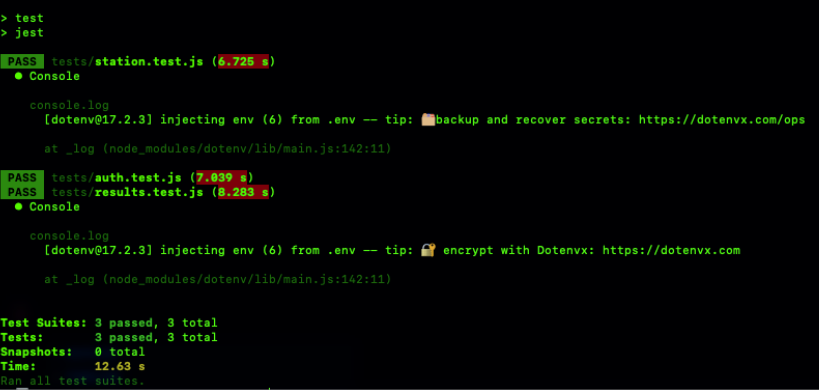 > test
> jest
PASS tests/station.test.js (6.725 s)
● Console
console.log
[dotenv@17.2.3] injecting env (6) from .env -- tip: 🗂️backup and recover secrets: https://dotenvx.com/ops
at _log (node_modules/dotenv/lib/main.js:142:11)
PASS tests/auth.test.js (7.039 s)
PASS tests/results.test.js (8.283 s)
● Console
console.log
[dotenv@17.2.3] injecting env (6) from .env -- tip: 🔐 encrypt with Dotenvx: https://dotenvx.com
at _log (node_modules/dotenv/lib/main.js:142:11)
Test Suites: 3 passed, 3 total
Tests: 3 passed, 3 total
Snapshots: 0 total
Time: 12.63 s
Ran all test suites.